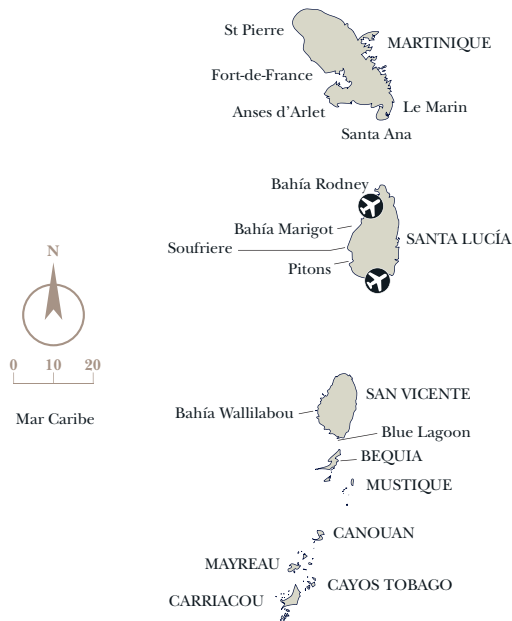 St Pierre
MARTINIQUE
Fort-de-France
Anses d’Arlet
Le Marin
Santa Ana
Bahía Rodney
Bahía Marigot
SANTA LUCÍA
Soufriere
Pitons
N
0 10 20
Mar Caribe
SAN VICENTE
Bahía Wallilabou
Blue Lagoon
BEQUIA
MUSTIQUE
CANOUAN
MAYREAU
CAYOS TOBAGO
CARRIACOU